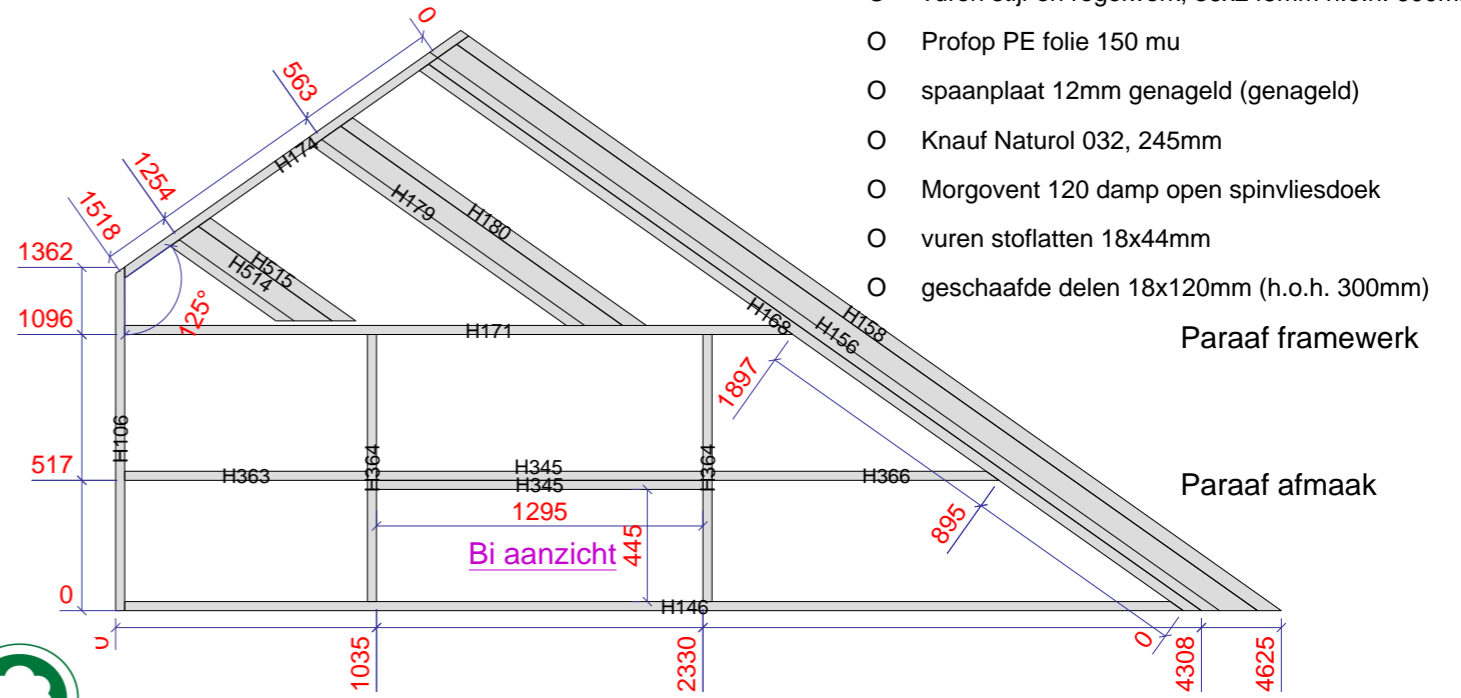 O Profop PE folie 150 mu
O spaanplaat 12mm genageld (genageld)
O Knauf Naturol 032, 245mm
O Morgovent 120 damp open spinvliesdoek
O vuren stoflatten 18x44mm
O geschaafde delen 18x120mm (h.o.h. 300mm)
Paraaf framewerk
Paraaf afmaak
0
563
1254
1518
1362
1096
517
0
125°
H174
H179
H180
H515
H514
H171
H168
H156
H158
H106
H363
H364
H345
H345
H364
H366
1897
895
0
1295
445
Bi aanzicht
H146
1035
2330
4308
4625